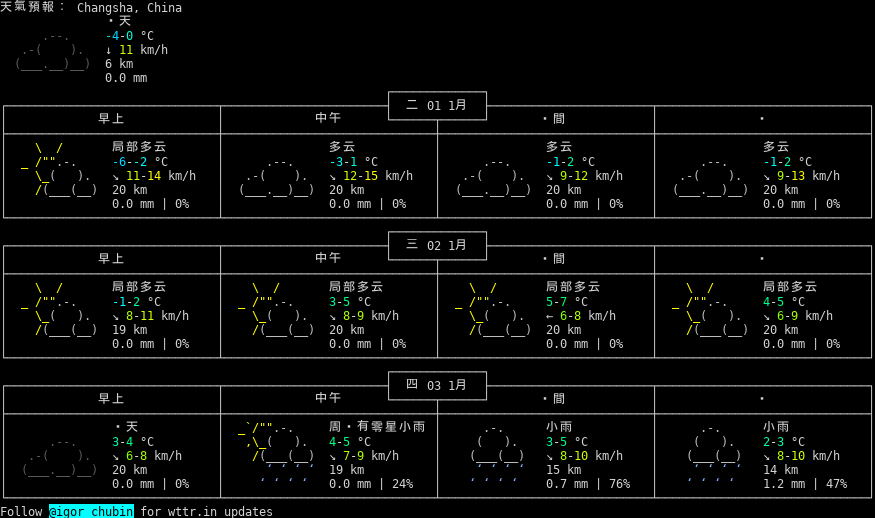 天氣預報： Changsha, China
・天
-4-0 °C
↓ 11 km/h
6 km
0.0 mm
二 01 1月
早上 中午 ・間 ・
局部多云 多云 多云 多云
-6--2 °C -3-1 °C -1-2 °C -1-2 °C
↘ 11-14 km/h ↘ 12-15 km/h ↘ 9-12 km/h ↘ 9-13 km/h
20 km 20 km 20 km 20 km
0.0 mm | 0% 0.0 mm | 0% 0.0 mm | 0% 0.0 mm | 0%
三 02 1月
早上 中午 ・間 ・
局部多云 局部多云 局部多云 局部多云
-1-2 °C 3-5 °C 5-7 °C 4-5 °C
↘ 8-11 km/h ↘ 8-9 km/h ← 6-8 km/h ↘ 6-9 km/h
19 km 20 km 20 km 20 km
0.0 mm | 0% 0.0 mm | 0% 0.0 mm | 0% 0.0 mm | 0%
四 03 1月
早上 中午 ・間 ・
・天 周・有零星小雨 小雨 小雨
3-4 °C 4-5 °C 3-5 °C 2-3 °C
↘ 6-8 km/h ↘ 7-9 km/h ↘ 8-10 km/h ↘ 8-10 km/h
20 km 19 km 15 km 14 km
0.0 mm | 0% 0.0 mm | 24% 0.7 mm | 76% 1.2 mm | 47%
Follow @igor_chubin for wttr.in updates